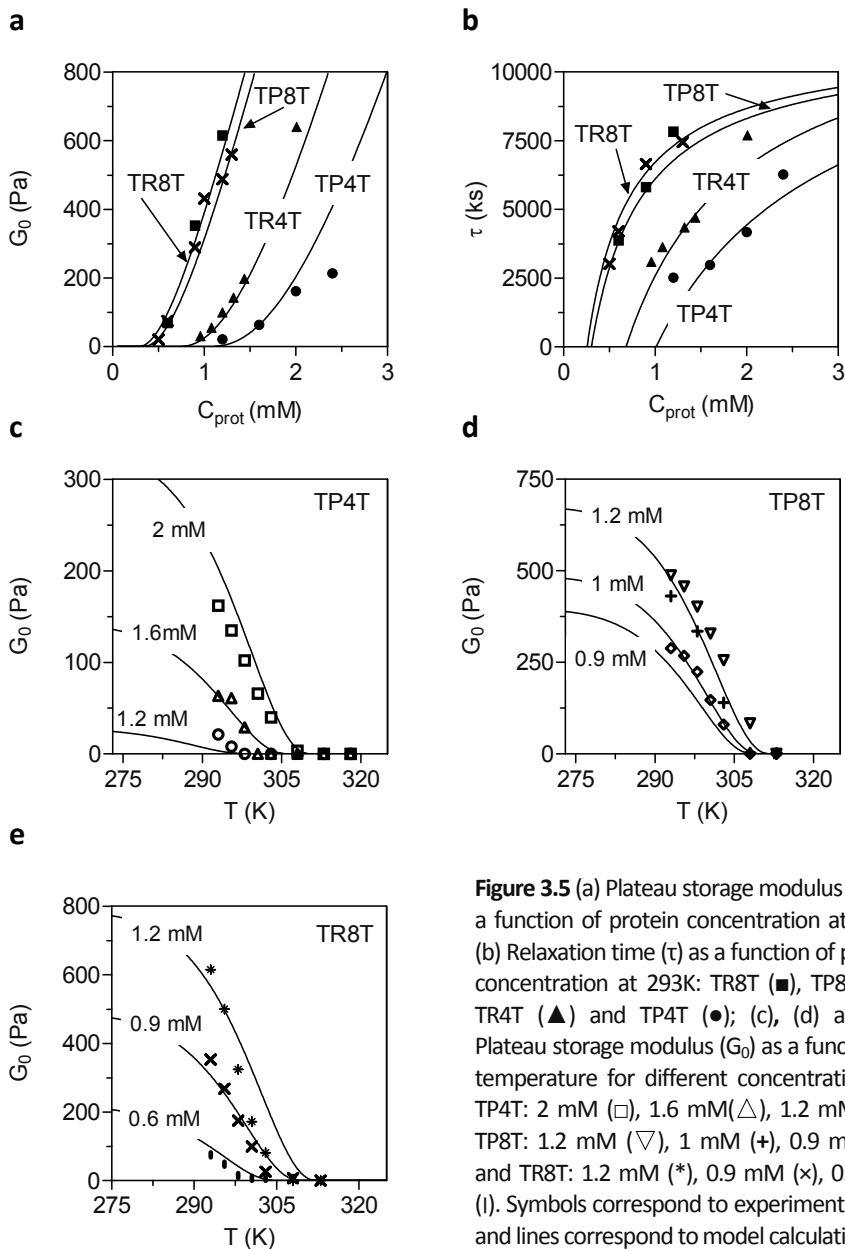 a
800
600
400
200
0
G₀ (Pa)
0 1 2 3
C_prot (mM)
TP8T
TR8T
TP4T
TR4T
b
10000
7500
5000
2500
0
τ (ks)
0 1 2 3
C_prot (mM)
TP8T
TR8T
TR4T
TP4T
c
300
200
100
0
G₀ (Pa)
275 290 305 320
T (K)
TP4T
2 mM
1.6mM
1.2 mM
d
750
500
250
0
G₀ (Pa)
275 290 305 320
T (K)
TP8T
1.2 mM
1 mM
0.9 mM
e
800
600
400
200
0
G₀ (Pa)
275 290 305 320
T (K)
TR8T
1.2 mM
0.9 mM
0.6 mM
Figure 3.5 (a) Plateau storage modulus
a function of protein concentration at
(b) Relaxation time (τ) as a function of p
concentration at 293K: TR8T (■), TP8
TR4T (▲) and TP4T (●); (c), (d) a
Plateau storage modulus (G₀) as a func
temperature for different concentrati
TP4T: 2 mM (□), 1.6 mM(△), 1.2 mM
TP8T: 1.2 mM (▽), 1 mM (+), 0.9 m
and TR8T: 1.2 mM (*), 0.9 mM (×), 0.
(ı). Symbols correspond to experiment
and lines correspond to model calculati